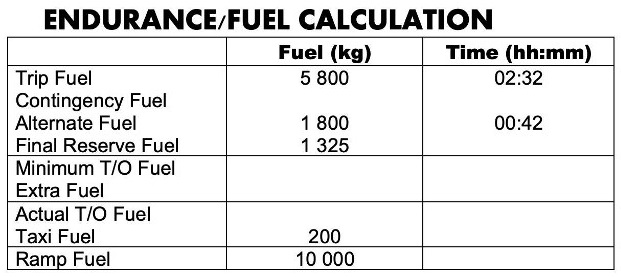 ENDURANCE/FUEL CALCULATION
Fuel (kg) Time (hh:mm)
Trip Fuel 5 800 02:32
Contingency Fuel
Alternate Fuel 1 800 00:42
Final Reserve Fuel 1 325
Minimum T/O Fuel
Extra Fuel
Actual T/O Fuel
Taxi Fuel 200
Ramp Fuel 10 000